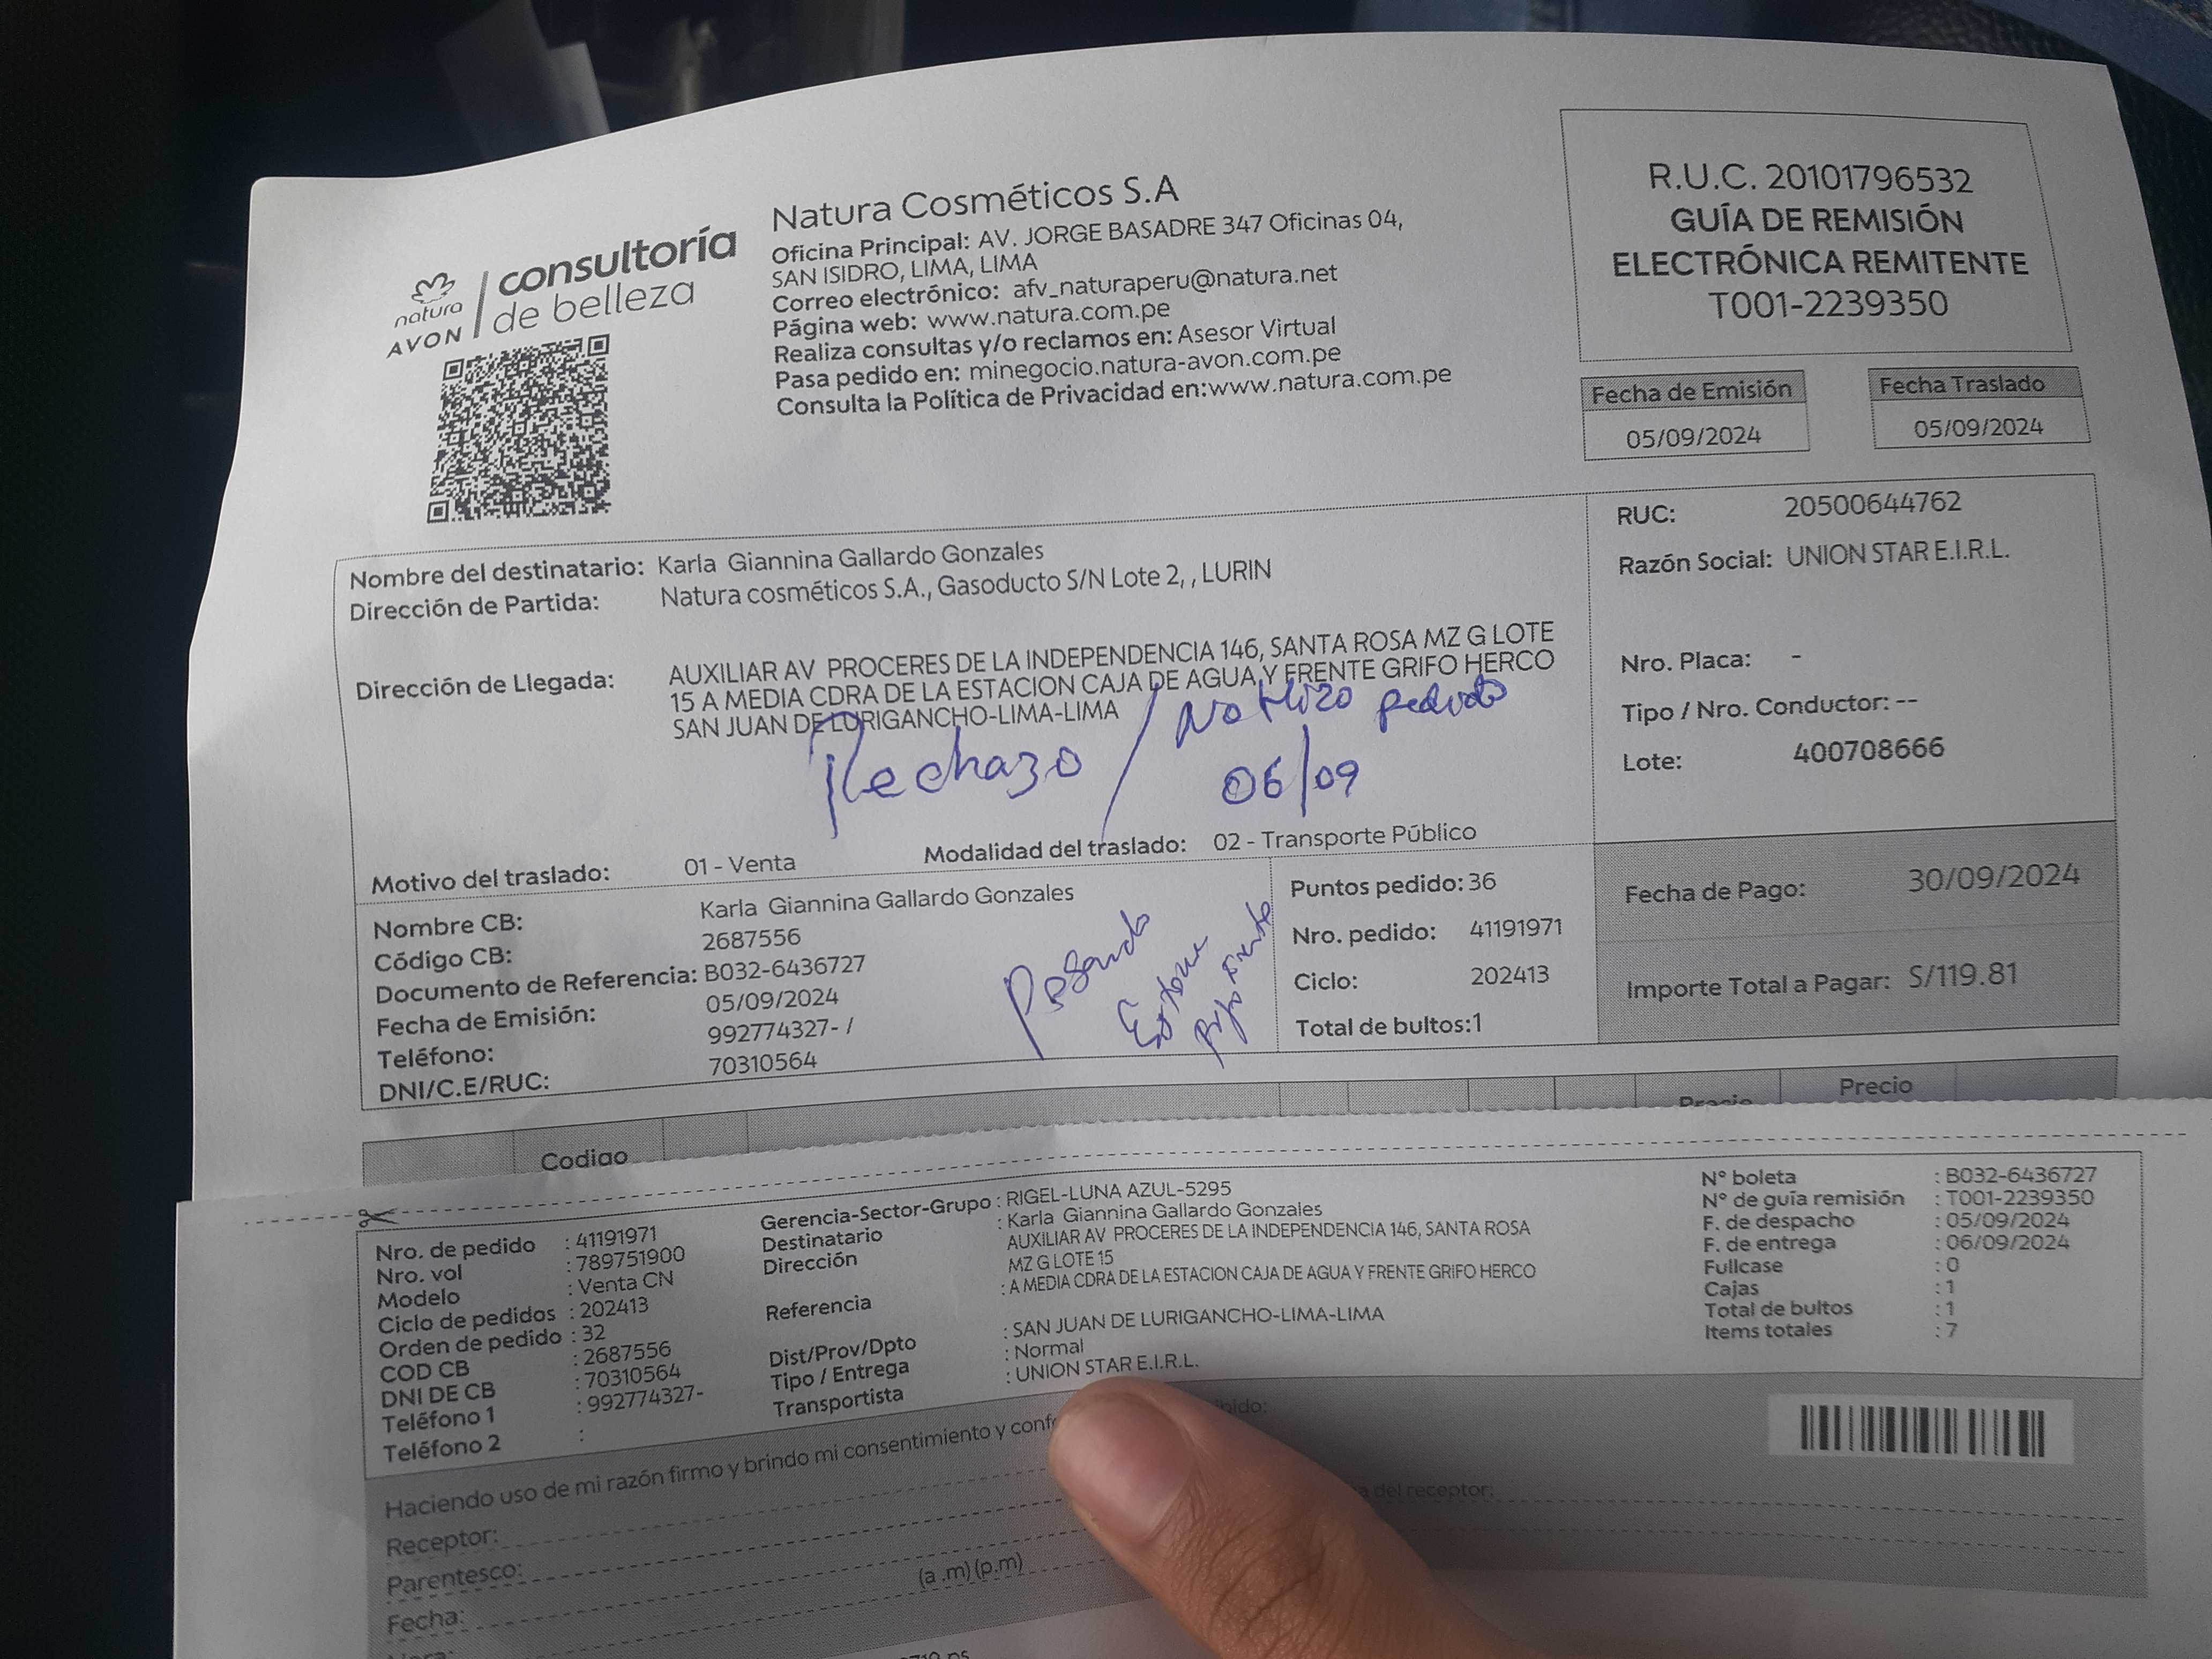 natura
AVON
consultoría
de belleza
Natura Cosméticos S.A
Oficina Principal: AV. JORGE BASADRE 347 Oficinas 04,
SAN ISIDRO, LIMA, LIMA
Correo electrónico: afv_naturaperu@natura.net
Página web: www.natura.com.pe
Realiza consultas y/o reclamos en: Asesor Virtual
Pasa pedido en: minegocio.natura-avon.com.pe
Consulta la Política de Privacidad en:www.natura.com.pe
R.U.C. 20101796532
GUÍA DE REMISIÓN
ELECTRÓNICA REMITENTE
T001-2239350
Fecha de Emisión
05/09/2024
Fecha Traslado
05/09/2024
Nombre del destinatario: Karla Giannina Gallardo Gonzales
Dirección de Partida: Natura cosméticos S.A., Gasoducto S/N Lote 2, , LURIN
Dirección de Llegada: AUXILIAR AV PROCERES DE LA INDEPENDENCIA 146, SANTA ROSA MZ G LOTE
15 A MEDIA CDRA DE LA ESTACION CAJA DE AGUA Y FRENTE GRIFO HERCO
SAN JUAN DE LURIGANCHO-LIMA-LIMA
Rechazo / No Hizo pedido
06/09
Motivo del traslado: 01 - Venta
Modalidad del traslado: 02 - Transporte Público
RUC: 20500644762
Razón Social: UNION STAR E.I.R.L.
Nro. Placa: -
Tipo / Nro. Conductor: --
Lote: 400708666
Nombre CB: Karla Giannina Gallardo Gonzales
Código CB: 2687556
Documento de Referencia: B032-6436727
Fecha de Emisión: 05/09/2024
Teléfono: 992774327- /
DNI/C.E/RUC: 70310564
Puntos pedido: 36
Nro. pedido: 41191971
Ciclo: 202413
Total de bultos:1
Fecha de Pago: 30/09/2024
Importe Total a Pagar: S/119.81
Codigo
Precio
Precio
Nro. de pedido : 41191971
Nro. vol : 789751900
Modelo : Venta CN
Ciclo de pedidos : 202413
Orden de pedido : 32
COD CB : 2687556
DNI DE CB : 70310564
Teléfono 1 : 992774327-
Teléfono 2 :
Gerencia-Sector-Grupo : RIGEL-LUNA AZUL-5295
Destinatario : Karla Giannina Gallardo Gonzales
Dirección AUXILIAR AV PROCERES DE LA INDEPENDENCIA 146, SANTA ROSA
MZ G LOTE 15
Referencia : A MEDIA CDRA DE LA ESTACION CAJA DE AGUA Y FRENTE GRIFO HERCO
Dist/Prov/Dpto : SAN JUAN DE LURIGANCHO-LIMA-LIMA
Tipo / Entrega : Normal
Transportista : UNION STAR E.I.R.L.
N° boleta : B032-6436727
N° de guía remisión : T001-2239350
F. de despacho : 05/09/2024
F. de entrega : 06/09/2024
Fullcase : 0
Cajas : 1
Total de bultos : 1
Items totales : 7
Haciendo uso de mi razón firmo y brindo mi consentimiento y
Receptor:
del receptor:
Parentesco:
Fecha:
(a .m) (p.m)